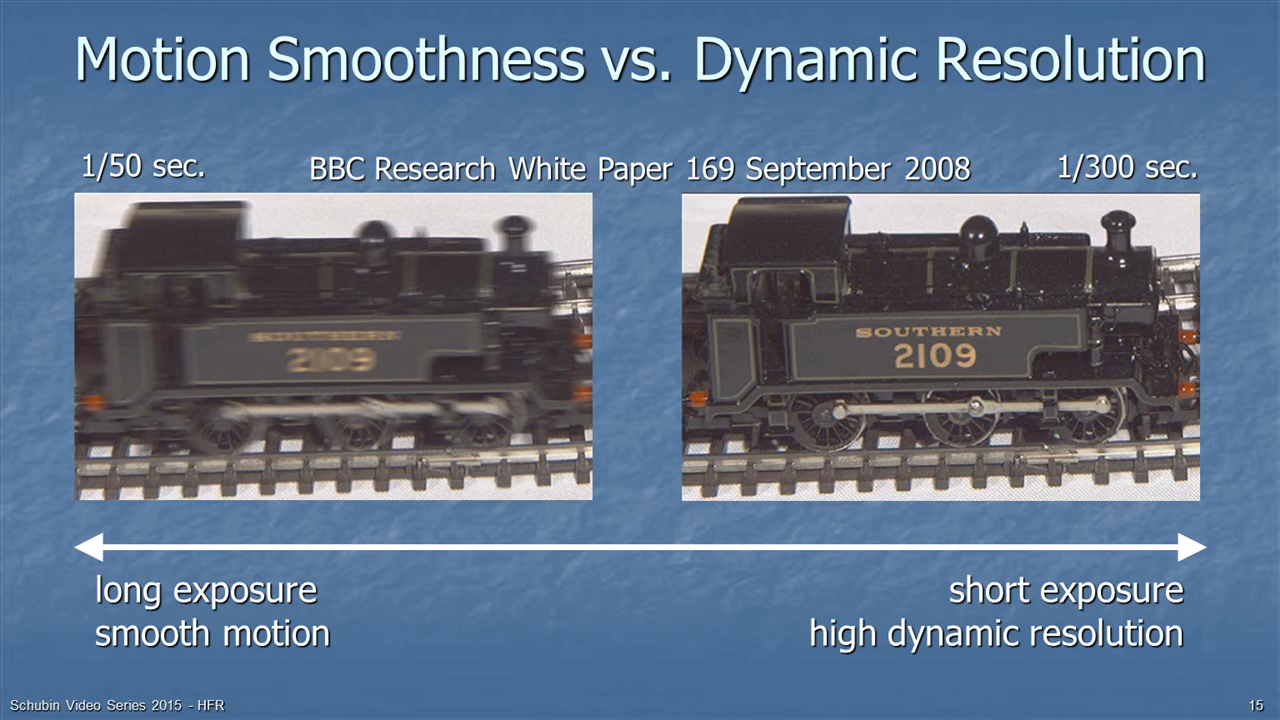 Motion Smoothness vs. Dynamic Resolution
1/50 sec.
BBC Research White Paper 169 September 2008
1/300 sec.
SOUTHERN
2109
SOUTHERN
2109
long exposure
smooth motion
short exposure
high dynamic resolution
Schubin Video Series 2015 - HFR
15